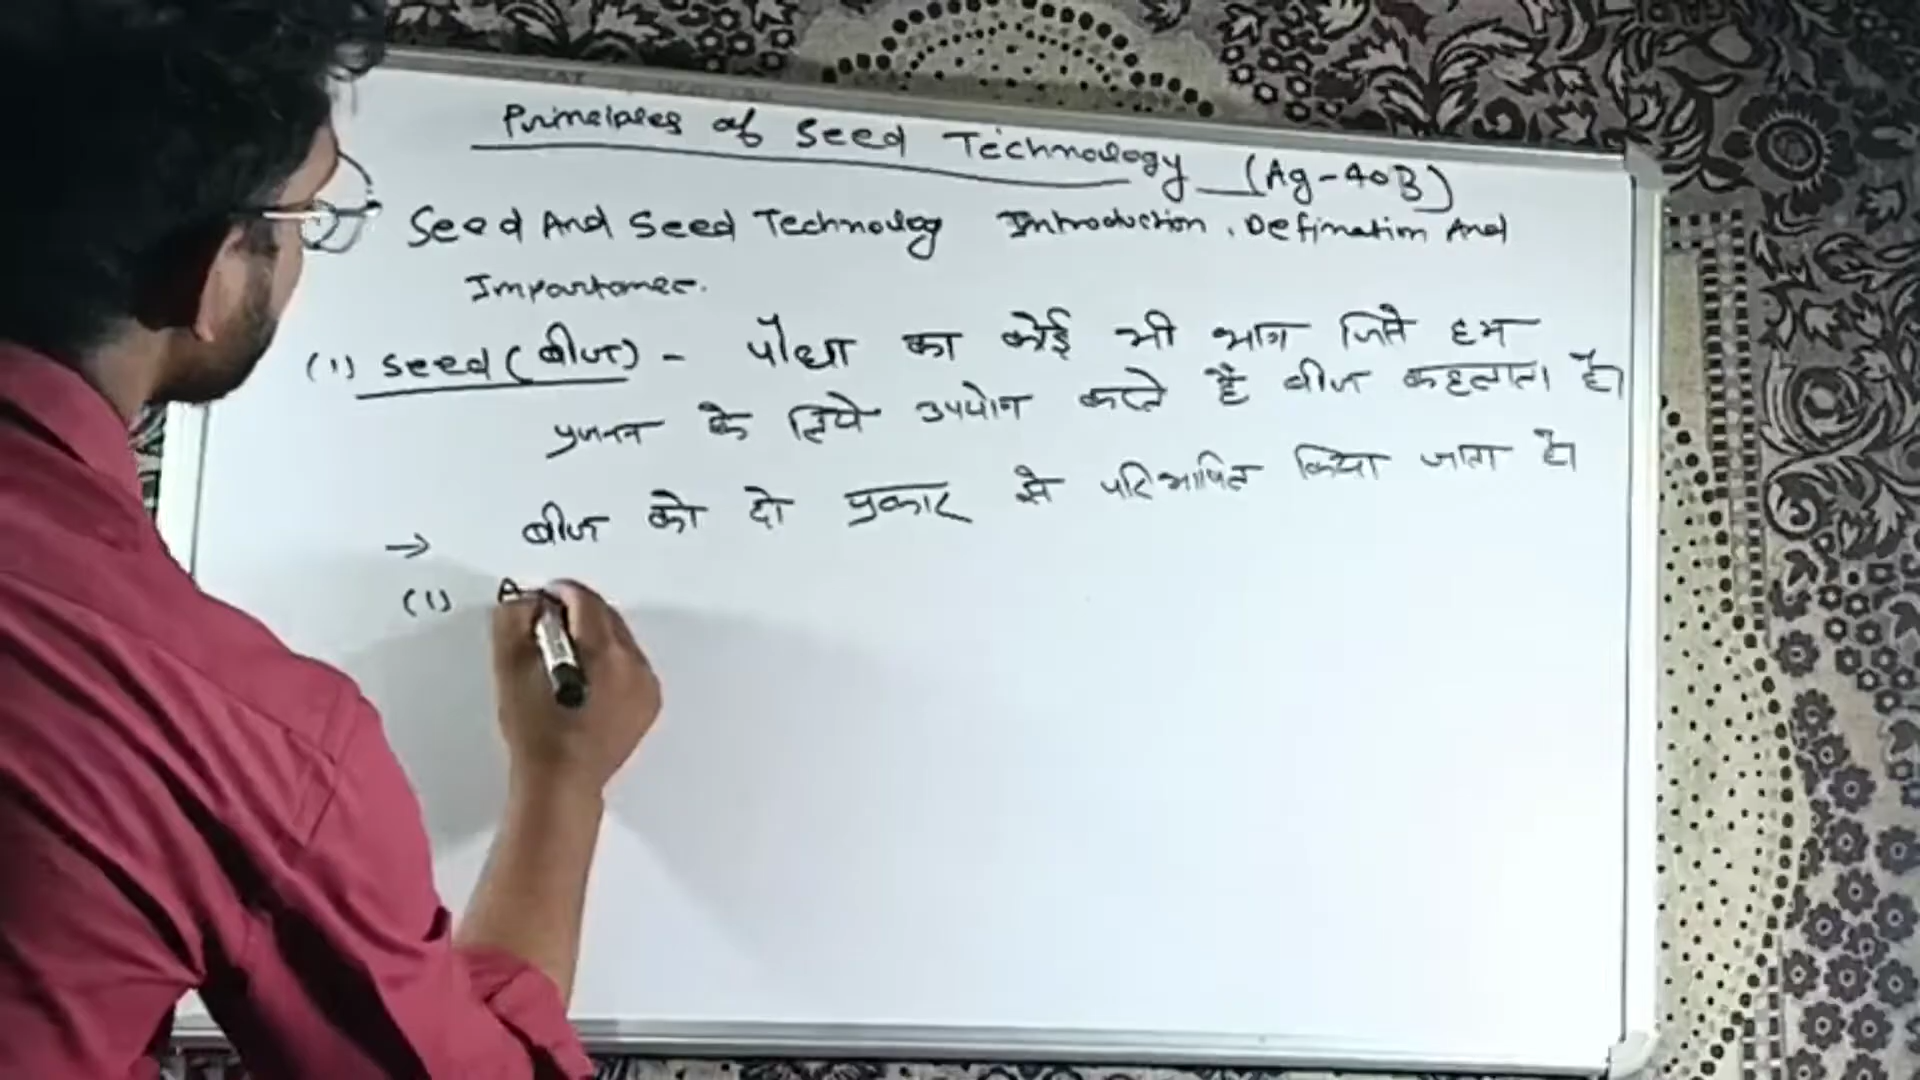 Principles of Seed Technology (Ag-403)
Seed And Seed Technology Introduction, Defination And
Importance.
(1) Seed (बीज) - पौधा का कोई भी भाग जिसे हम
प्रजनन के लिये उपयोग करते हैं बीज कहलाता है।
→ बीज को दो प्रकार से परिभाषित किया जाता है।
(1) A